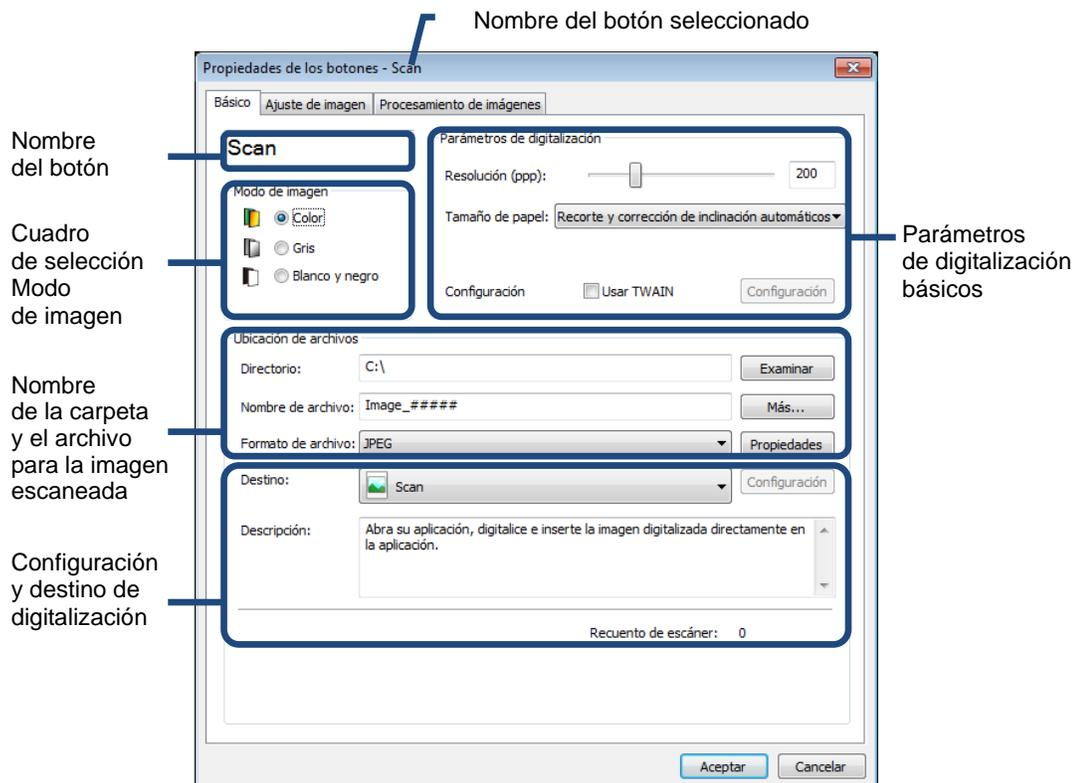 Nombre del botón seleccionado
Propiedades de los botones - Scan
Básico Ajuste de imagen Procesamiento de imágenes
Nombre
del botón
Scan
Cuadro
de selección
Modo
de imagen
Modo de imagen
Color
Gris
Blanco y negro
Parámetros de digitalización
Resolución (ppp): 200
Tamaño de papel: Recorte y corrección de inclinación automáticos
Configuración Usar TWAIN Configuración
Parámetros
de digitalización
básicos
Nombre
de la carpeta
y el archivo
para la imagen
escaneada
Ubicación de archivos
Directorio: C:\ Examinar
Nombre de archivo: Image_##### Más...
Formato de archivo: JPEG Propiedades
Configuración
y destino de
digitalización
Destino: Scan Configuración
Descripción: Abra su aplicación, digitalice e inserte la imagen digitalizada directamente en
la aplicación.
Recuento de escáner: 0
Aceptar Cancelar